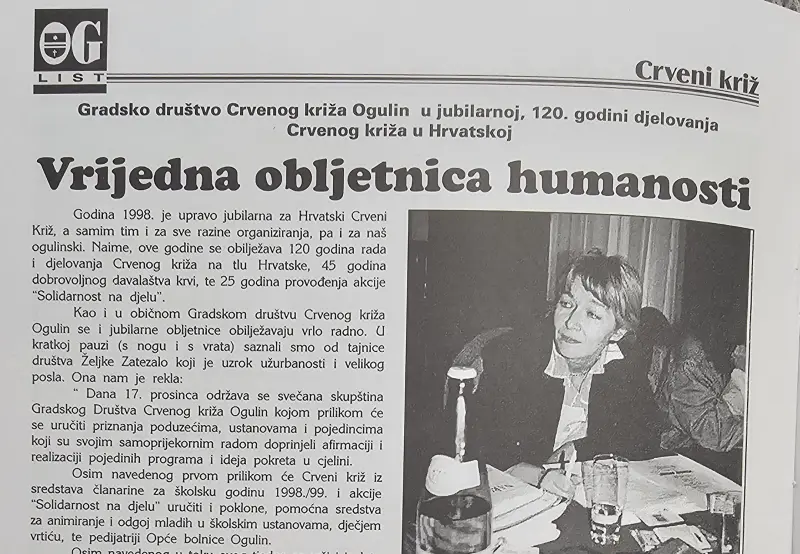 OG
LIST
Crveni križ
Gradsko društvo Crvenog križa Ogulin u jubilarnoj, 120. godini djelovanja
Crvenog križa u Hrvatskoj
Vrijedna obljetnica humanosti
Godina 1998. je upravo jubilarna za Hrvatski Crveni
Križ, a samim tim i za sve razine organiziranja, pa i za naš
ogulinski. Naime, ove godine se obilježava 120 godina rada
i djelovanja Crvenog križa na tlu Hrvatske, 45 godina
dobrovoljnog davalaštva krvi, te 25 godina provođenja akcije
"Solidarnost na djelu".
Kao i u običnom Gradskom društvu Crvenog križa
Ogulin se i jubilarne obljetnice obilježavaju vrlo radno. U
kratkoj pauzi (s nogu i s vrata) saznali smo od tajnice
društva Željke Zatezalo koji je uzrok užurbanosti i velikog
posla. Ona nam je rekla:
" Dana 17. prosinca održava se svečana skupština
Gradskog Društva Crvenog križa Ogulin kojom prilikom će
se uručiti priznanja poduzećima, ustanovama i pojedincima
koji su svojim samoprijekornim radom doprinjeli afirmaciji i
realizaciji pojedinih programa i ideja pokreta u cjelini.
Osim navedenog prvom prilikom će Crveni križ iz
sredstava članarine za školsku godinu 1998./99. i akcije
"Solidarnost na djelu" uručiti i poklone, pomoćna sredstva
za animiranje i odgoj mladih u školskim ustanovama, dječjem
vrtiću, te pedijatriji Opće bolnice Ogulin.
Osim navedenog u toku